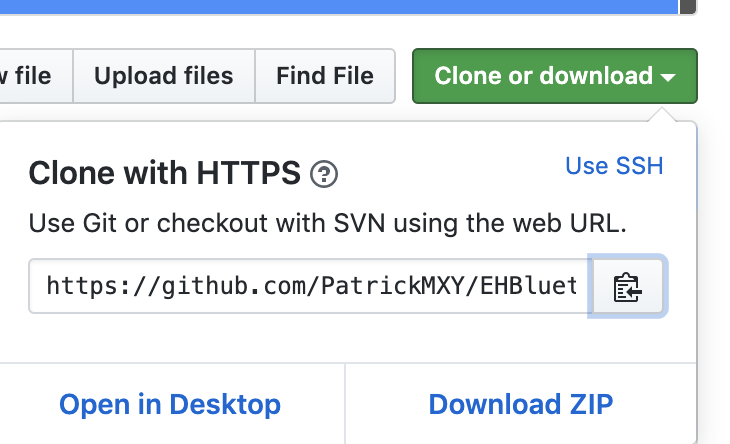 file
Upload files
Find File
Clone or download
Clone with HTTPS
Use SSH
Use Git or checkout with SVN using the web URL.
https://github.com/PatrickMXY/EHBluet
Open in Desktop
Download ZIP